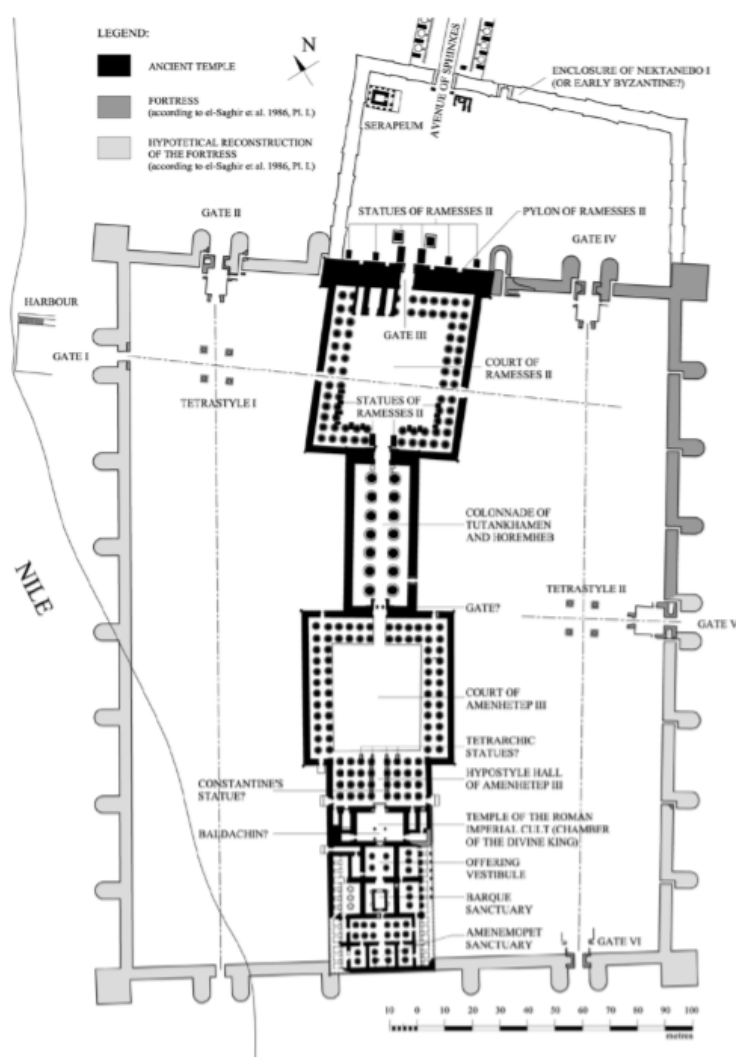 LEGEND:
ANCIENT TEMPLE
FORTRESS
(according to el-Saghir et al. 1986, Pl. I.)
HYPOTETICAL RECONSTRUCTION
OF THE FORTRESS
(according to el-Saghir et al. 1986, Pl. I.)
N
AVENUE OF SPHINXES
ENCLOSURE OF NEKTANEBO I
(OR EARLY BYZANTINE?)
SERAPEUM
GATE II
STATUES OF RAMESSES II
PYLON OF RAMESSES II
GATE IV
HARBOUR
GATE I
GATE III
COURT OF
RAMESSES II
TETRASTYLE I
STATUES OF
RAMESSES II
COLONNADE OF
TUTANKHAMEN
AND HOREMHEB
NILE
TETRASTYLE II
GATE?
GATE V
COURT OF
AMENHETEP III
TETRARCHIC
STATUES?
CONSTANTINE'S
STATUE?
HYPOSTYLE HALL
OF AMENHETEP III
BALDACHIN?
TEMPLE OF THE ROMAN
IMPERIAL CULT (CHAMBER
OF THE DIVINE KING)
OFFERING
VESTIBULE
BARQUE
SANCTUARY
AMENEMOPET
SANCTUARY
GATE VI
10 0 10 20 30 40 50 60 70 80 90 100
metres